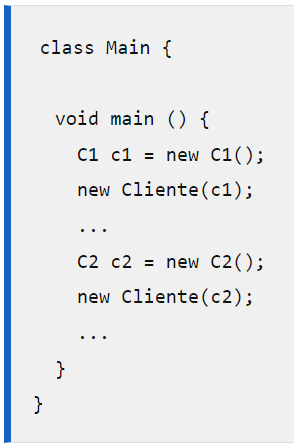 class Main {
void main () {
C1 c1 = new C1();
new Cliente(c1);
...
C2 c2 = new C2();
new Cliente(c2);
...
}
}